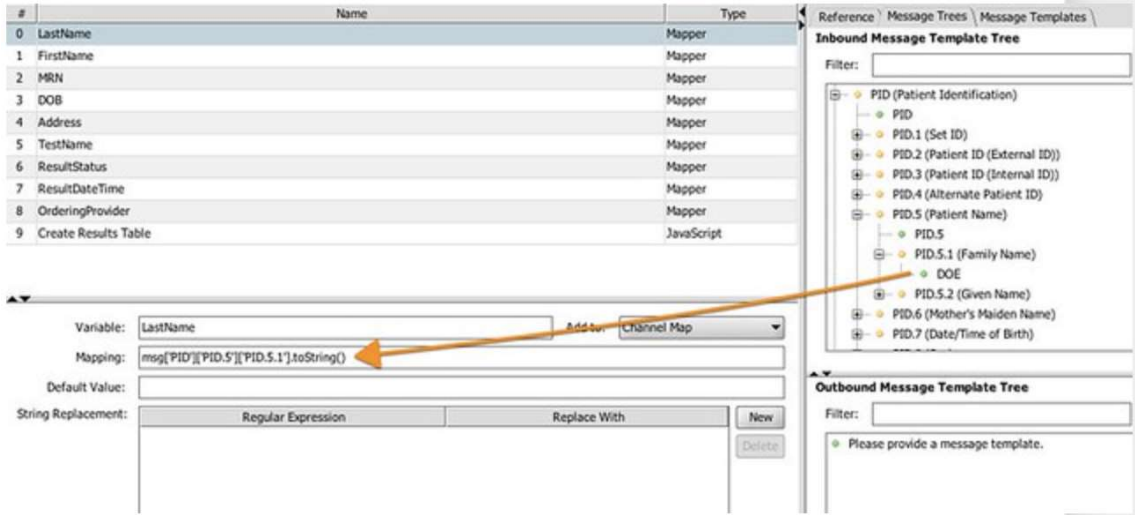 # Name Type
0 LastName Mapper
1 FirstName Mapper
2 MRN Mapper
3 DOB Mapper
4 Address Mapper
5 TestName Mapper
6 ResultStatus Mapper
7 ResultDateTime Mapper
8 OrderingProvider Mapper
9 Create Results Table JavaScript
Variable: LastName Add to: Channel Map
Mapping: msg['PID']['PID.5']['PID.5.1'].toString()
Default Value:
String Replacement: Regular Expression Replace With New
Delete
Reference Message Trees Message Templates
Inbound Message Template Tree
Filter:
PID (Patient Identification)
PID
PID.1 (Set ID)
PID.2 (Patient ID (External ID))
PID.3 (Patient ID (Internal ID))
PID.4 (Alternate Patient ID)
PID.5 (Patient Name)
PID.5
PID.5.1 (Family Name)
DOE
PID.5.2 (Given Name)
PID.6 (Mother's Maiden Name)
PID.7 (Date/Time of Birth)
Outbound Message Template Tree
Filter:
Please provide a message template.